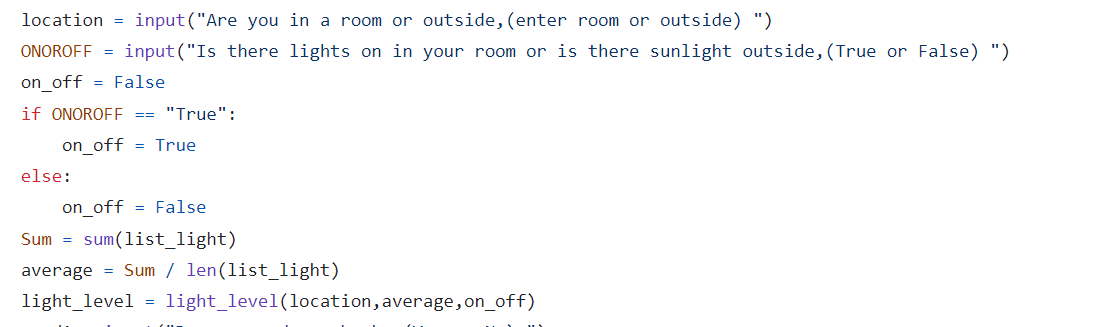 location = input("Are you in a room or outside,(enter room or outside) ")
ONOROFF = input("Is there lights on in your room or is there sunlight outside,(True or False) ")
on_off = False
if ONOROFF == "True":
    on_off = True
else:
    on_off = False
Sum = sum(list_light)
average = Sum / len(list_light)
light_level = light_level(location,average,on_off)